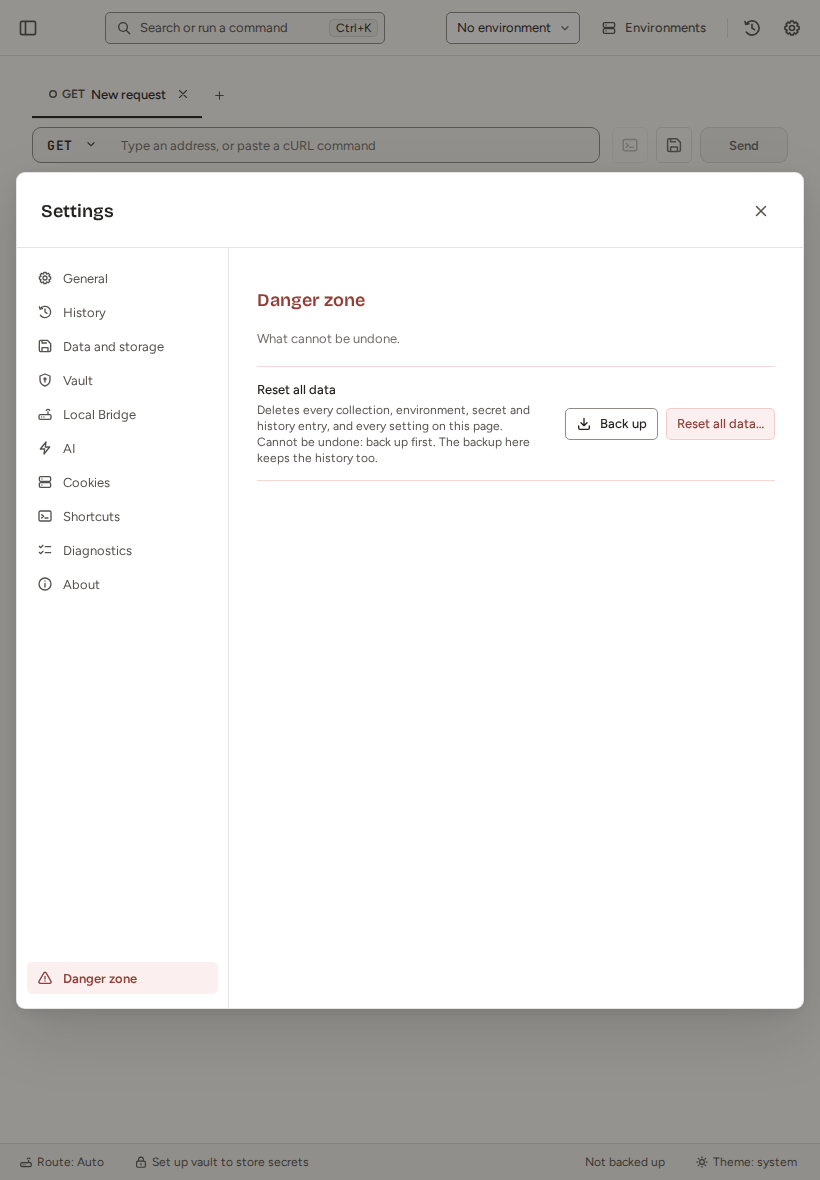 Search or run a command Ctrl+K No environment Environments
GET New request
GET Type an address, or paste a cURL command Send
Settings
General
History
Data and storage
Vault
Local Bridge
AI
Cookies
Shortcuts
Diagnostics
About
Danger zone
Danger zone
What cannot be undone.
Reset all data
Deletes every collection, environment, secret and
history entry, and every setting on this page.
Cannot be undone: back up first. The backup here
keeps the history too.
Back up Reset all data...
Route: Auto Set up vault to store secrets Not backed up Theme: system